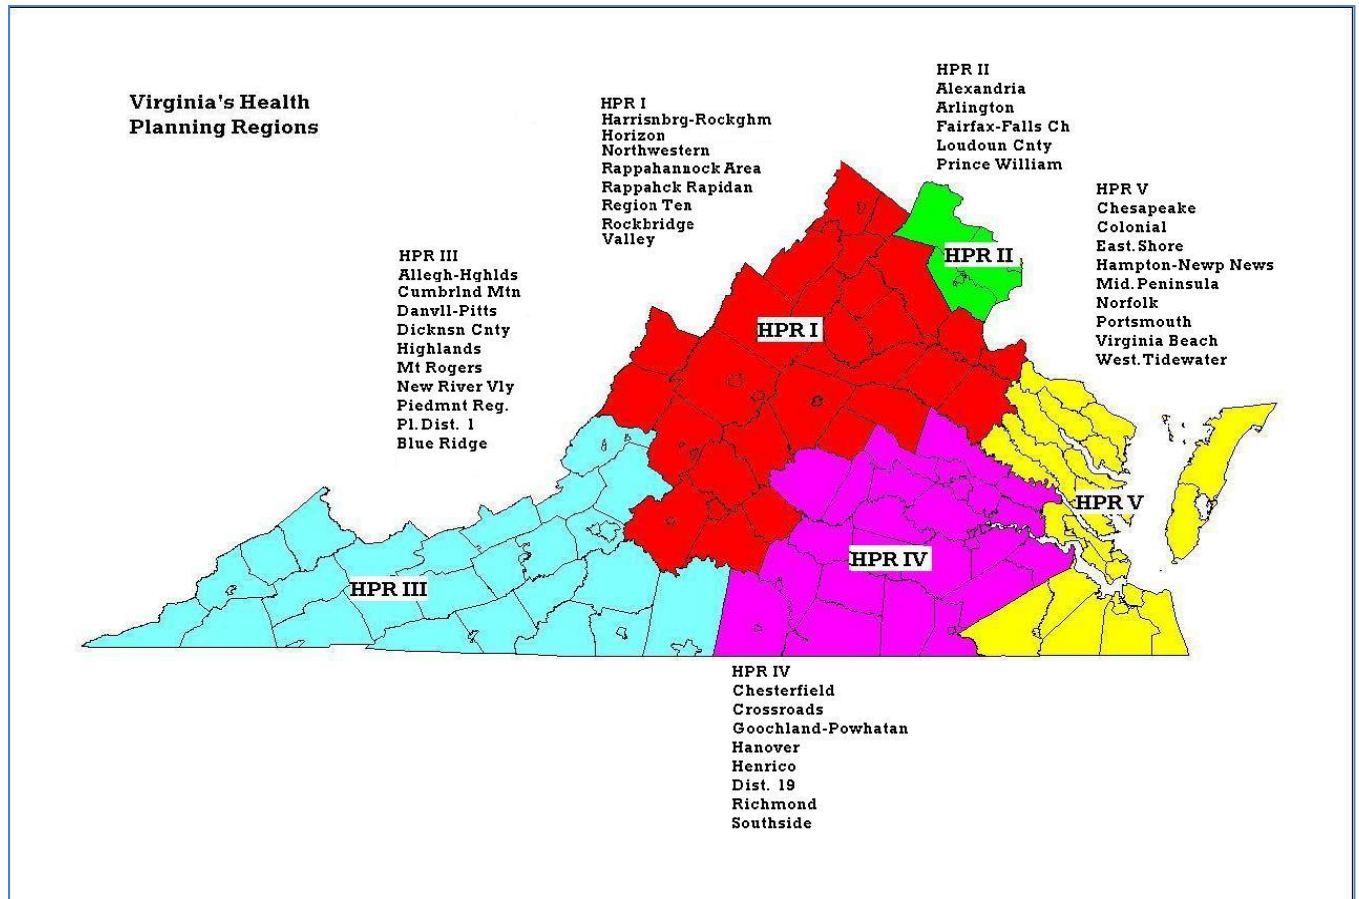 Virginia's Health
Planning Regions
HPR I
Harrisnbrg-Rockghm
Horizon
Northwestern
Rappahannock Area
Rappahck Rapidan
Region Ten
Rockbridge
Valley
HPR II
Alexandria
Arlington
Fairfax-Falls Ch
Loudoun Cnty
Prince William
HPR V
Chesapeake
Colonial
East. Shore
Hampton-Newp News
Mid. Peninsula
Norfolk
Portsmouth
Virginia Beach
West. Tidewater
HPR III
Allegh-Hghlds
Cumbrlnd Mtn
Danvll-Pitts
Dicknsn Cnty
Highlands
Mt Rogers
New River Vly
Piedmnt Reg.
Pl. Dist. 1
Blue Ridge
HPR II
HPR I
HPR V
HPR IV
HPR III
HPR IV
Chesterfield
Crossroads
Goochland-Powhatan
Hanover
Henrico
Dist. 19
Richmond
Southside